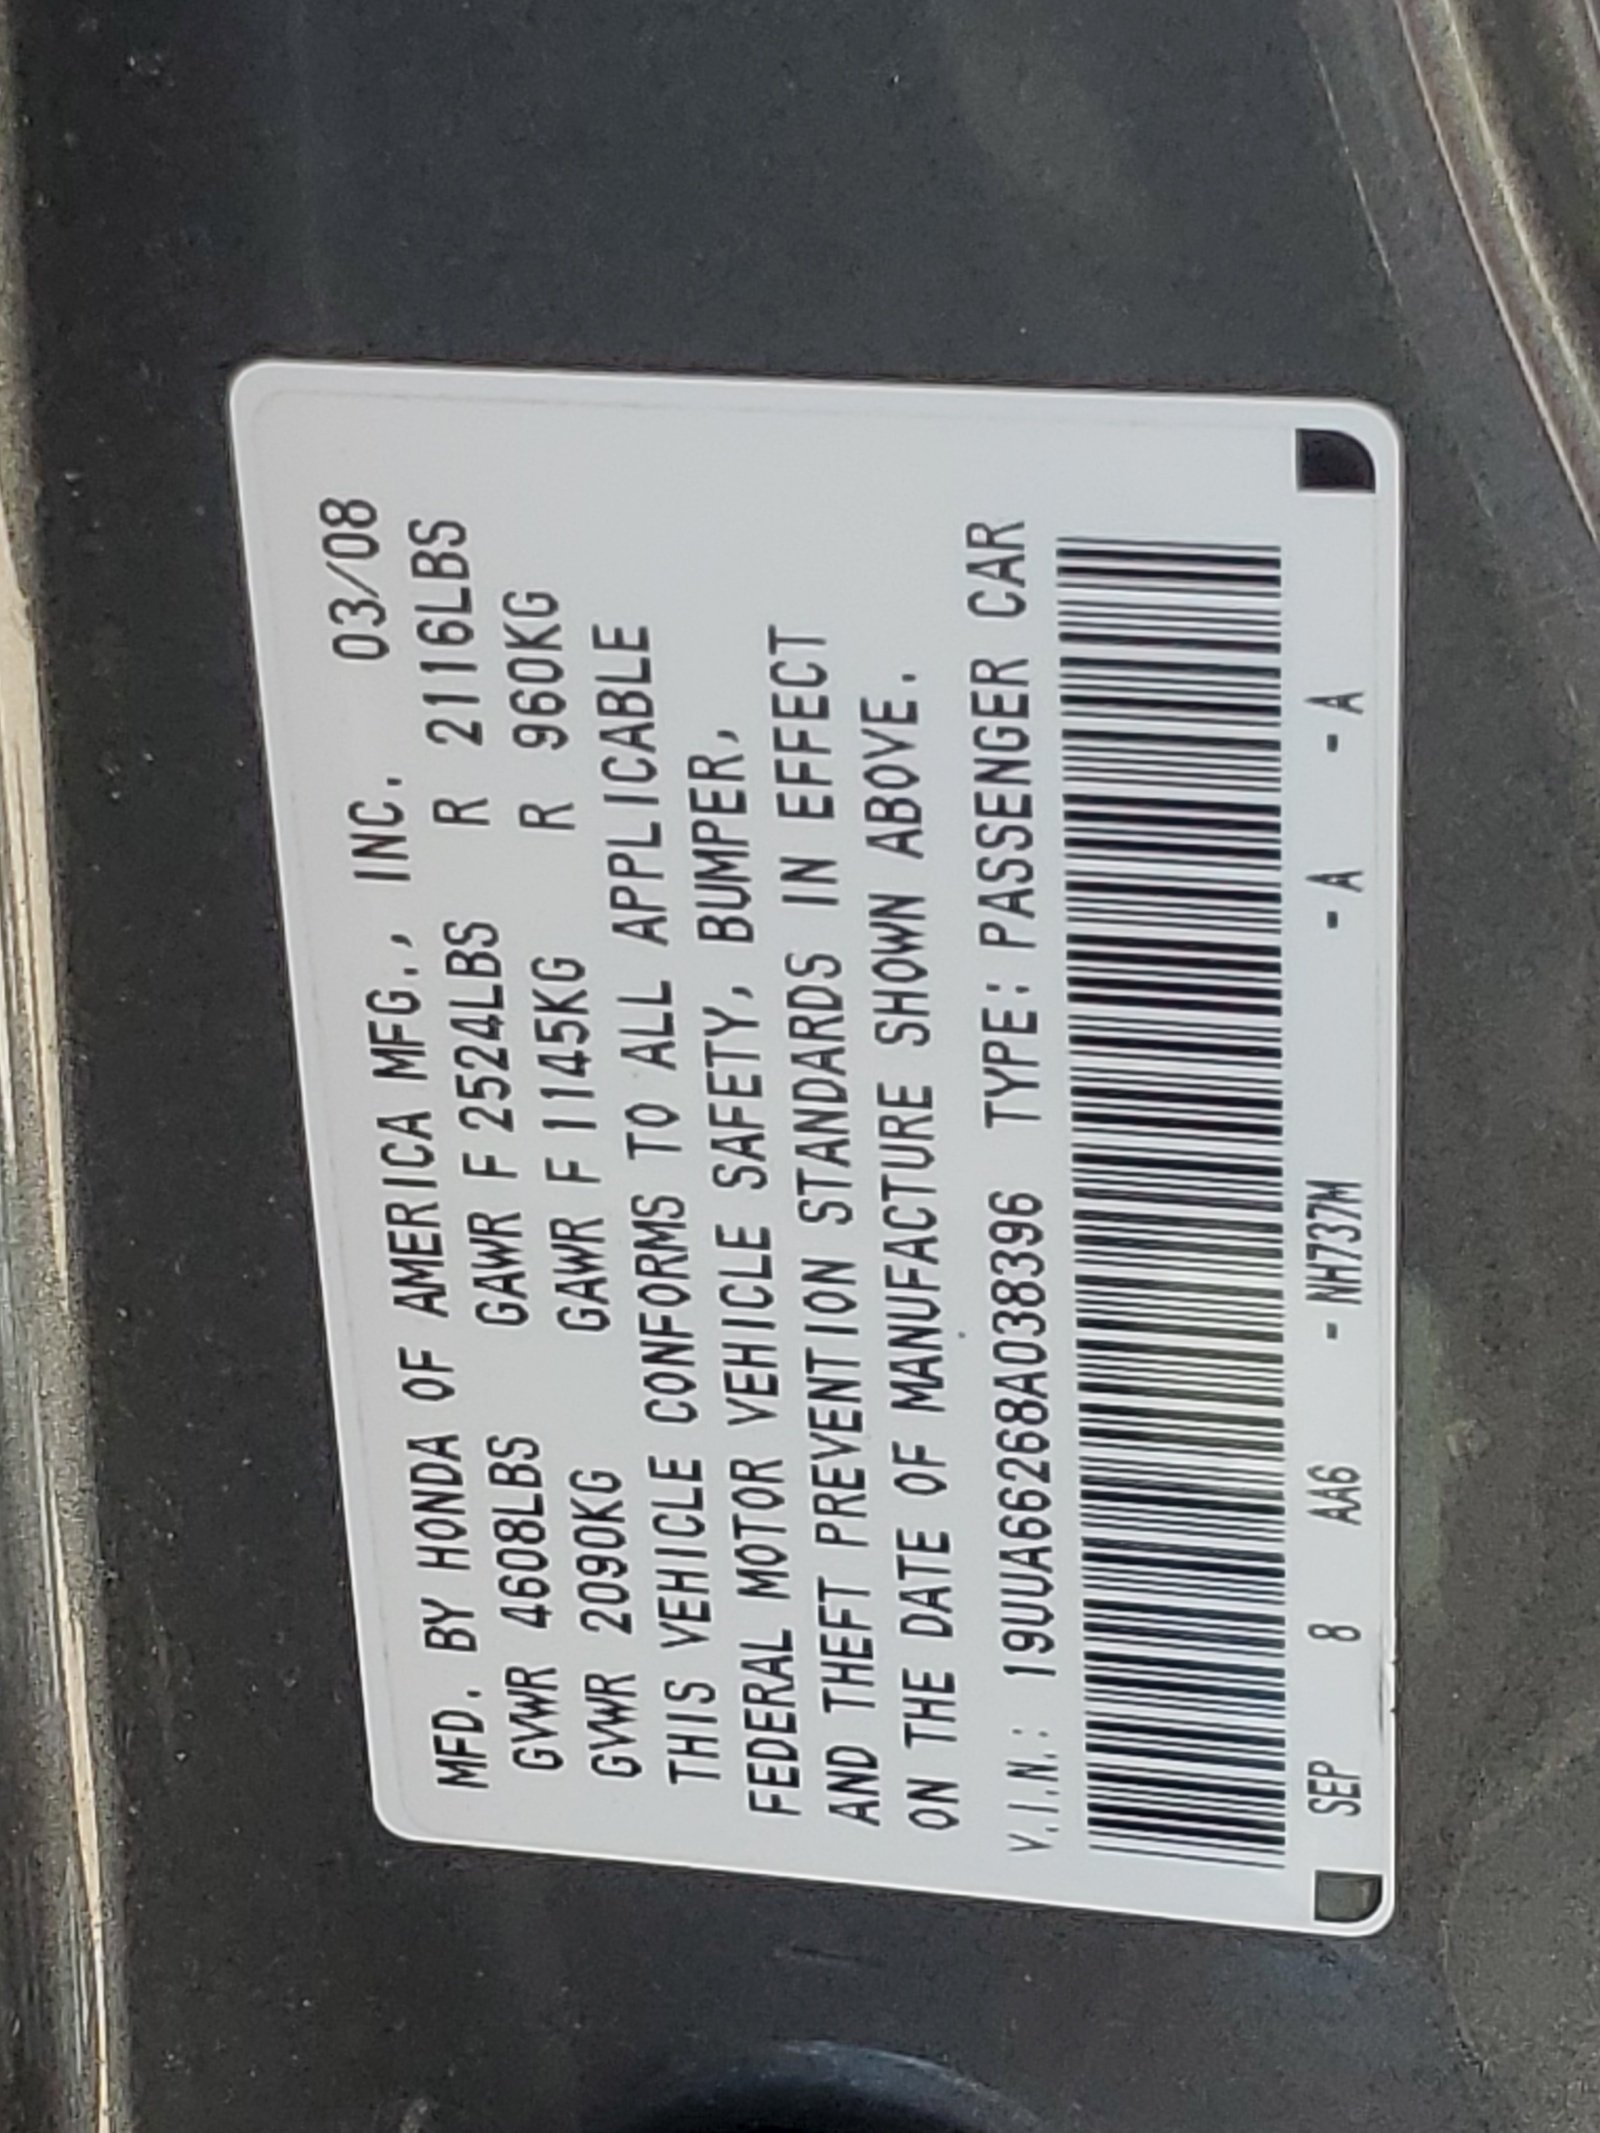 MFD. BY HONDA OF AMERICA MFG., INC. 03/08
GVWR 4608LBS GAWR F 2524LBS R 2116LBS
GVWR 2090KG GAWR F 1145KG R 960KG
THIS VEHICLE CONFORMS TO ALL APPLICABLE
FEDERAL MOTOR VEHICLE SAFETY, BUMPER,
AND THEFT PREVENTION STANDARDS IN EFFECT
ON THE DATE OF MANUFACTURE SHOWN ABOVE.
V.I.N.: 19UUA66268A038396 TYPE: PASSENGER CAR
SEP 8 AA6 - NH737M - A - A